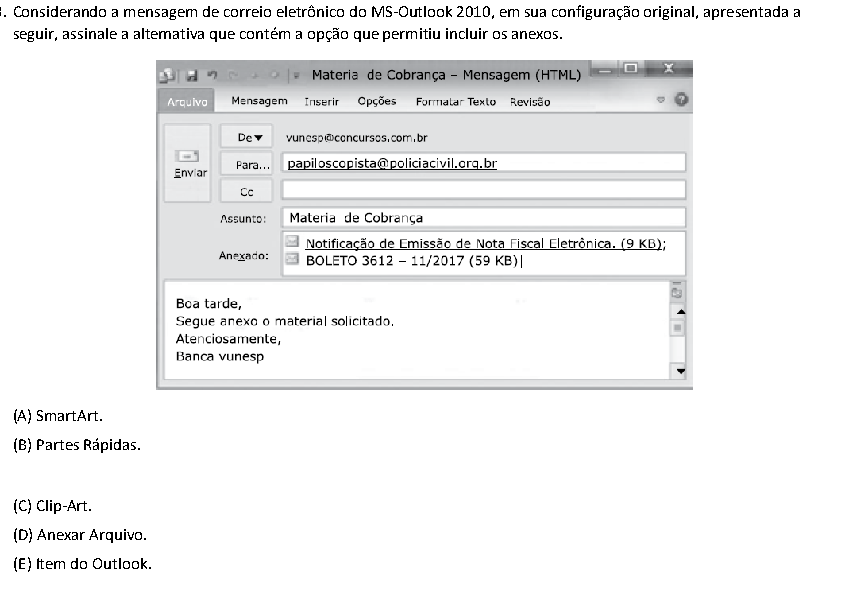 . Considerando a mensagem de correio eletrônico do MS-Outlook 2010, em sua configuração original, apresentada a
seguir, assinale a alternativa que contém a opção que permitiu incluir os anexos.
Materia de Cobrança – Mensagem (HTML)
Arquivo Mensagem Inserir Opções Formatar Texto Revisão
De vunesp@concursos.com.br
Enviar
Para... papiloscopista@policiacivil.org.br
Cc
Assunto: Materia de Cobrança
Anexado:
Notificação de Emissão de Nota Fiscal Eletrônica. (9 KB);
BOLETO 3612 – 11/2017 (59 KB)
Boa tarde,
Segue anexo o material solicitado.
Atenciosamente,
Banca vunesp
(A) SmartArt.
(B) Partes Rápidas.
(C) Clip-Art.
(D) Anexar Arquivo.
(E) Item do Outlook.